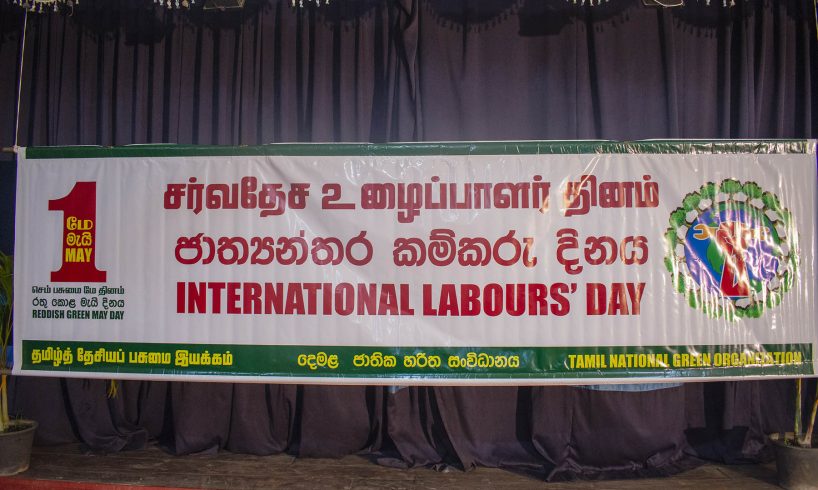 1
மே
මැයි
MAY
செம் பசுமை மே தினம்
රතු කොළ මැයි දිනය
REDDISH GREEN MAY DAY
சர்வதேச உழைப்பாளர் தினம்
ජාත්‍යන්තර කම්කරු දිනය
INTERNATIONAL LABOURS' DAY
தமிழ்த் தேசியப் பசுமை இயக்கம்
දෙමළ ජාතික හරිත සංවිධානය
TAMIL NATIONAL GREEN ORGANISATION